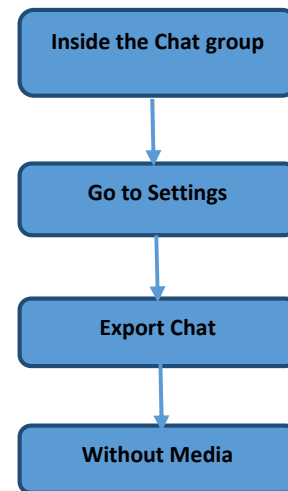 Inside the Chat group
Go to Settings
Export Chat
Without Media